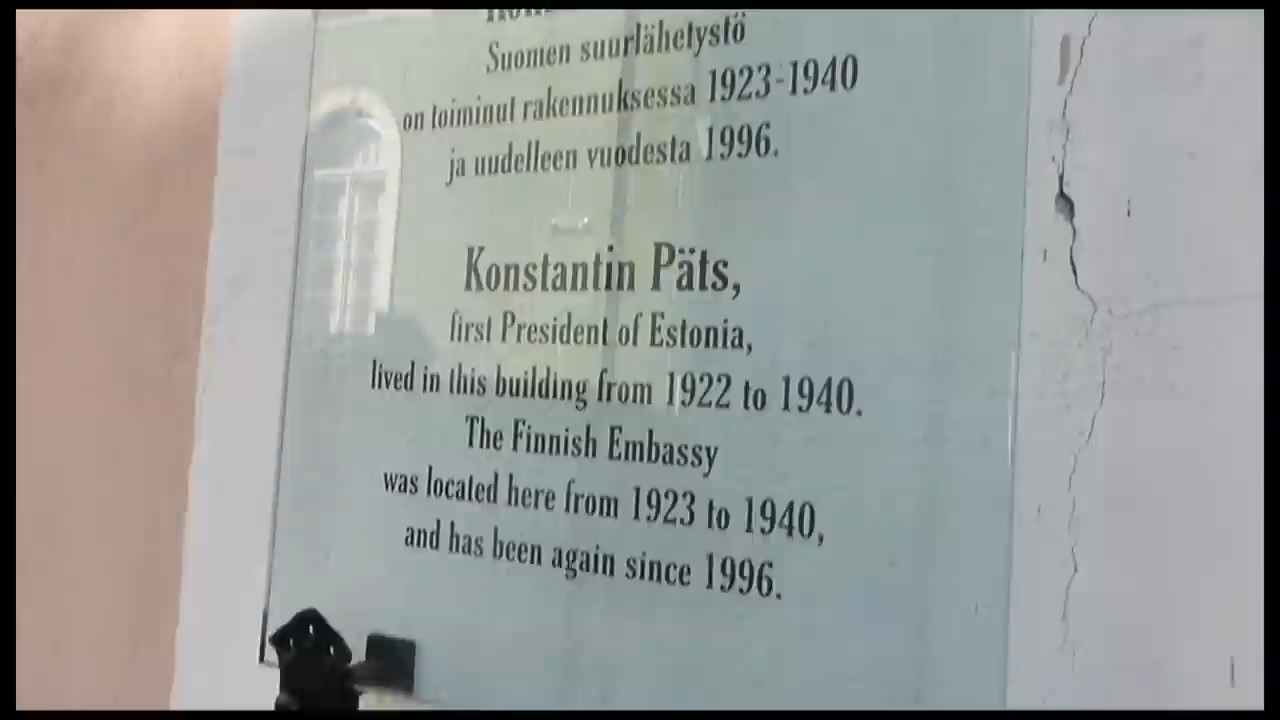 Suomen suurlähetystö
on toiminut rakennuksessa 1923-1940
ja uudelleen vuodesta 1996.
Konstantin Päts,
first President of Estonia,
lived in this building from 1922 to 1940.
The Finnish Embassy
was located here from 1923 to 1940,
and has been again since 1996.